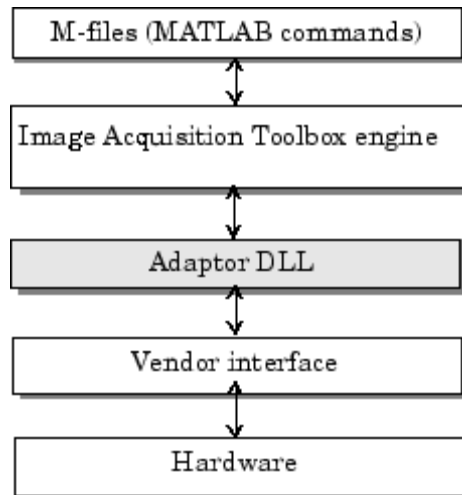 M-files (MATLAB commands)
Image Acquisition Toolbox engine
Adaptor DLL
Vendor interface
Hardware